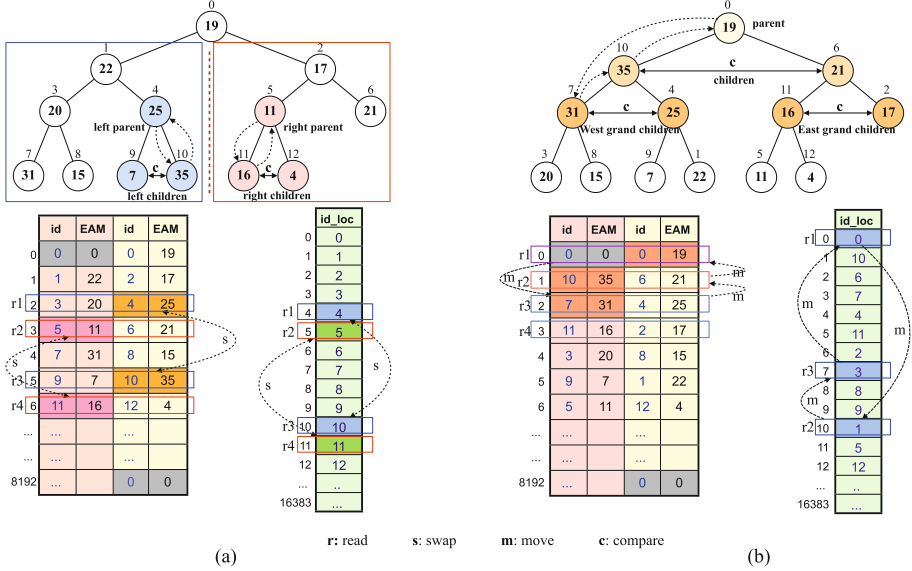 0
19
1
22
2
17
3
20
4
25
5
11
6
21
left parent
right parent
7
31
8
15
9
7
10
35
c
11
16
12
4
c
left children
right children
id EAM id EAM
0 0 0 0 19
1 1 22 2 17
r1 2 3 20 4 25
r2 3 5 11 6 21
4 7 31 8 15
r3 5 9 7 10 35
r4 6 11 16 12 4
... ...
... ...
8192 ... 0 0
s
s
id_loc
0 0
1 1
2 2
3 3
r1 4 4
r2 5 5
6 6
7 7
8 8
9 9
r3 10 10
r4 11 11
12 12
... ..
16383 ...
s
s
0
19
parent
10
35
6
21
c
children
7
31
4
25
c
11
16
2
17
c
West grand children
East grand children
3
20
8
15
9
7
1
22
5
11
12
4
id EAM id EAM
r1 0 0 0 0 19
r2 1 10 35 6 21
r3 2 7 31 4 25
r4 3 11 16 2 17
4 3 20 8 15
5 9 7 1 22
6 5 11 12 4
... ...
... ...
8192 ... 0 0
m
m
m
id_loc
r1 0 0
1 10
2 6
3 7
4 4
5 11
6 2
r3 7 3
8 8
9 9
r2 10 1
11 5
12 12
... ..
16383 ...
m
m
m
r: read s: swap m: move c: compare
(a)
(b)